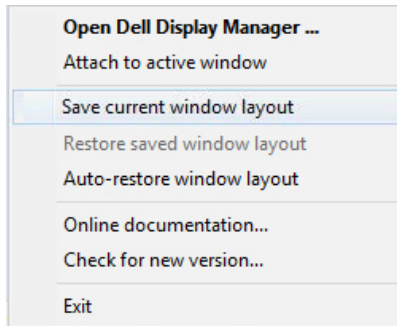 Open Dell Display Manager ...
Attach to active window
Save current window layout
Restore saved window layout
Auto-restore window layout
Online documentation...
Check for new version...
Exit